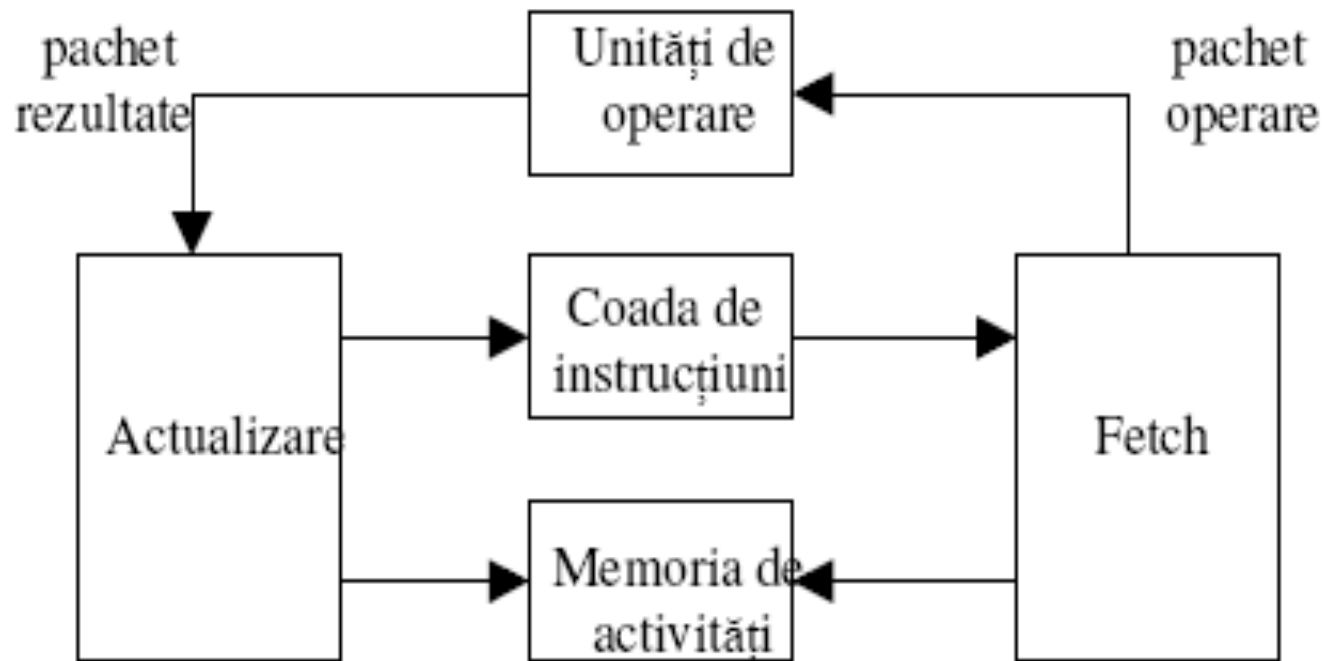 pachet
rezultate
Unități de
operare
pachet
operare
Coada de
instrucțiuni
Actualizare
Fetch
Memoria de
activități